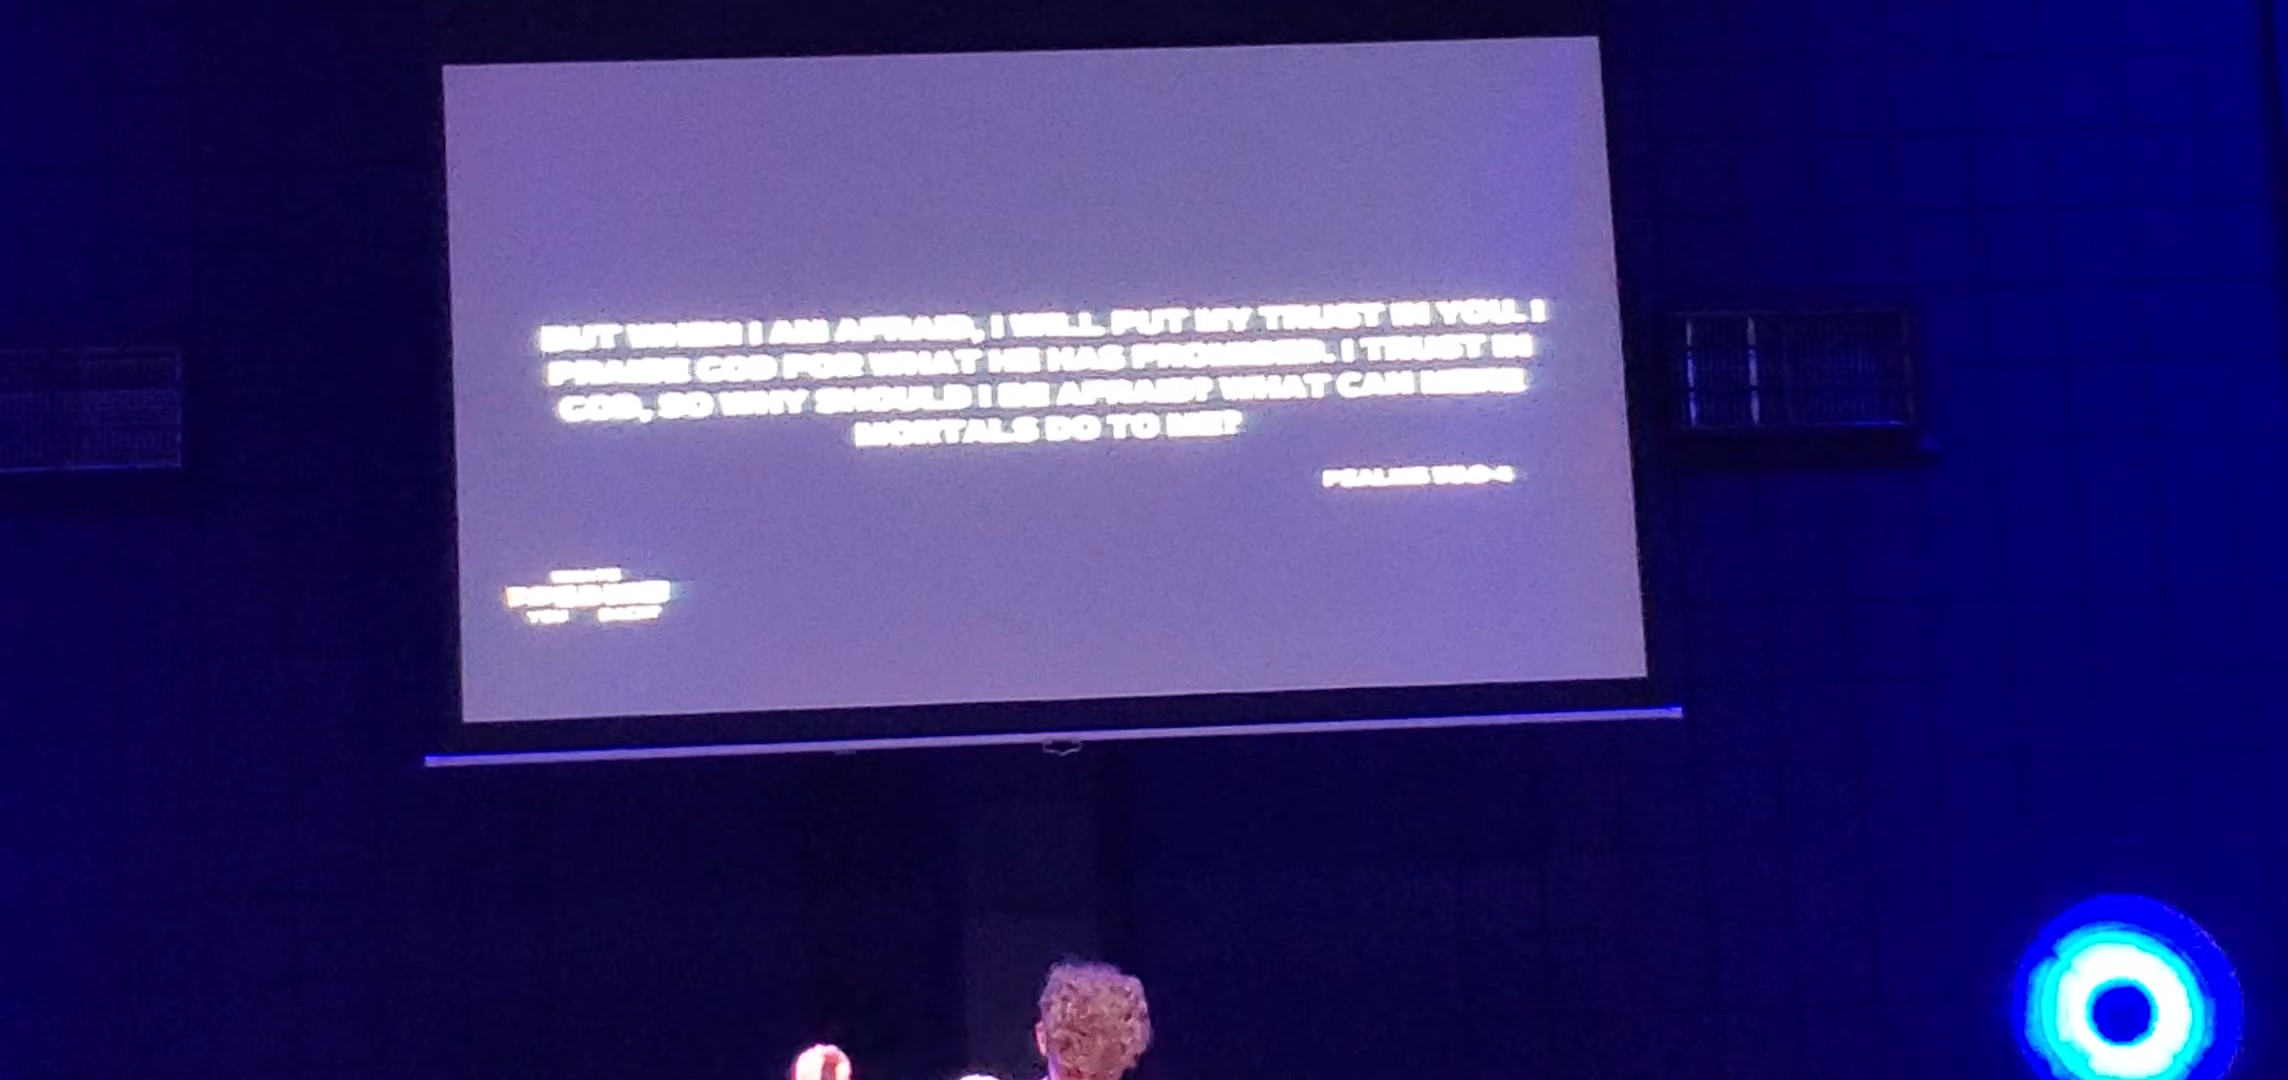 BUT WHEN I AM AFRAID, I WILL PUT MY TRUST IN YOU. I
PRAISE GOD FOR WHAT HE HAS PROMISED. I TRUST IN
GOD, SO WHY SHOULD I BE AFRAID? WHAT CAN MERE
MORTALS DO TO ME?
PSALMS